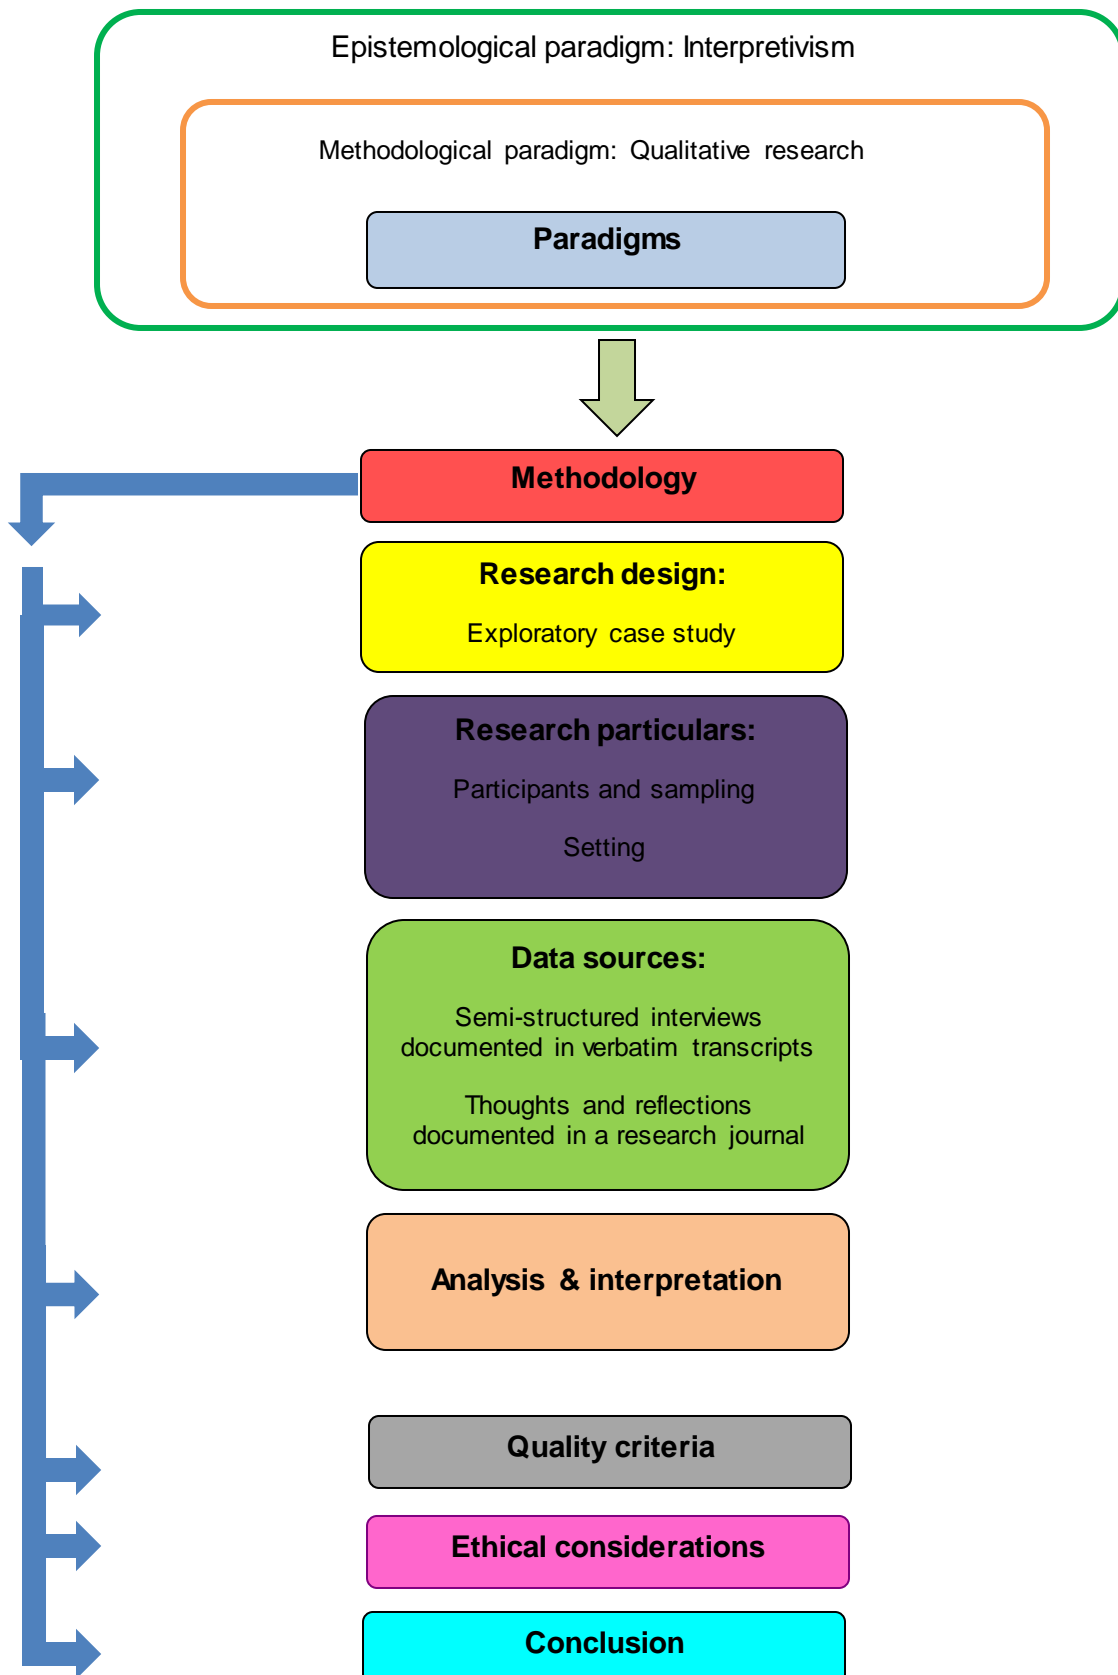 Epistemological paradigm: Interpretivism
Methodological paradigm: Qualitative research
Paradigms
Methodology
Research design:
Exploratory case study
Research particulars:
Participants and sampling
Setting
Data sources:
Semi-structured interviews
documented in verbatim transcripts
Thoughts and reflections
documented in a research journal
Analysis & interpretation
Quality criteria
Ethical considerations
Conclusion